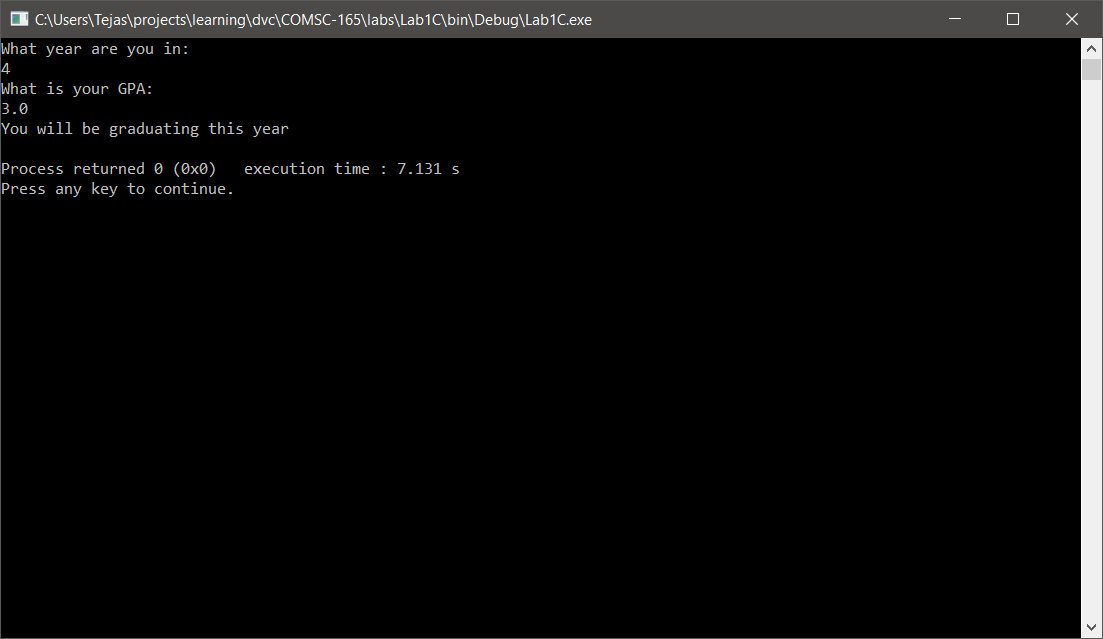 C:\Users\Tejas\projects\learning\dvc\COMSC-165\labs\Lab1C\bin\Debug\Lab1C.exe
What year are you in:
4
What is your GPA:
3.0
You will be graduating this year
Process returned 0 (0x0)   execution time : 7.131 s
Press any key to continue.